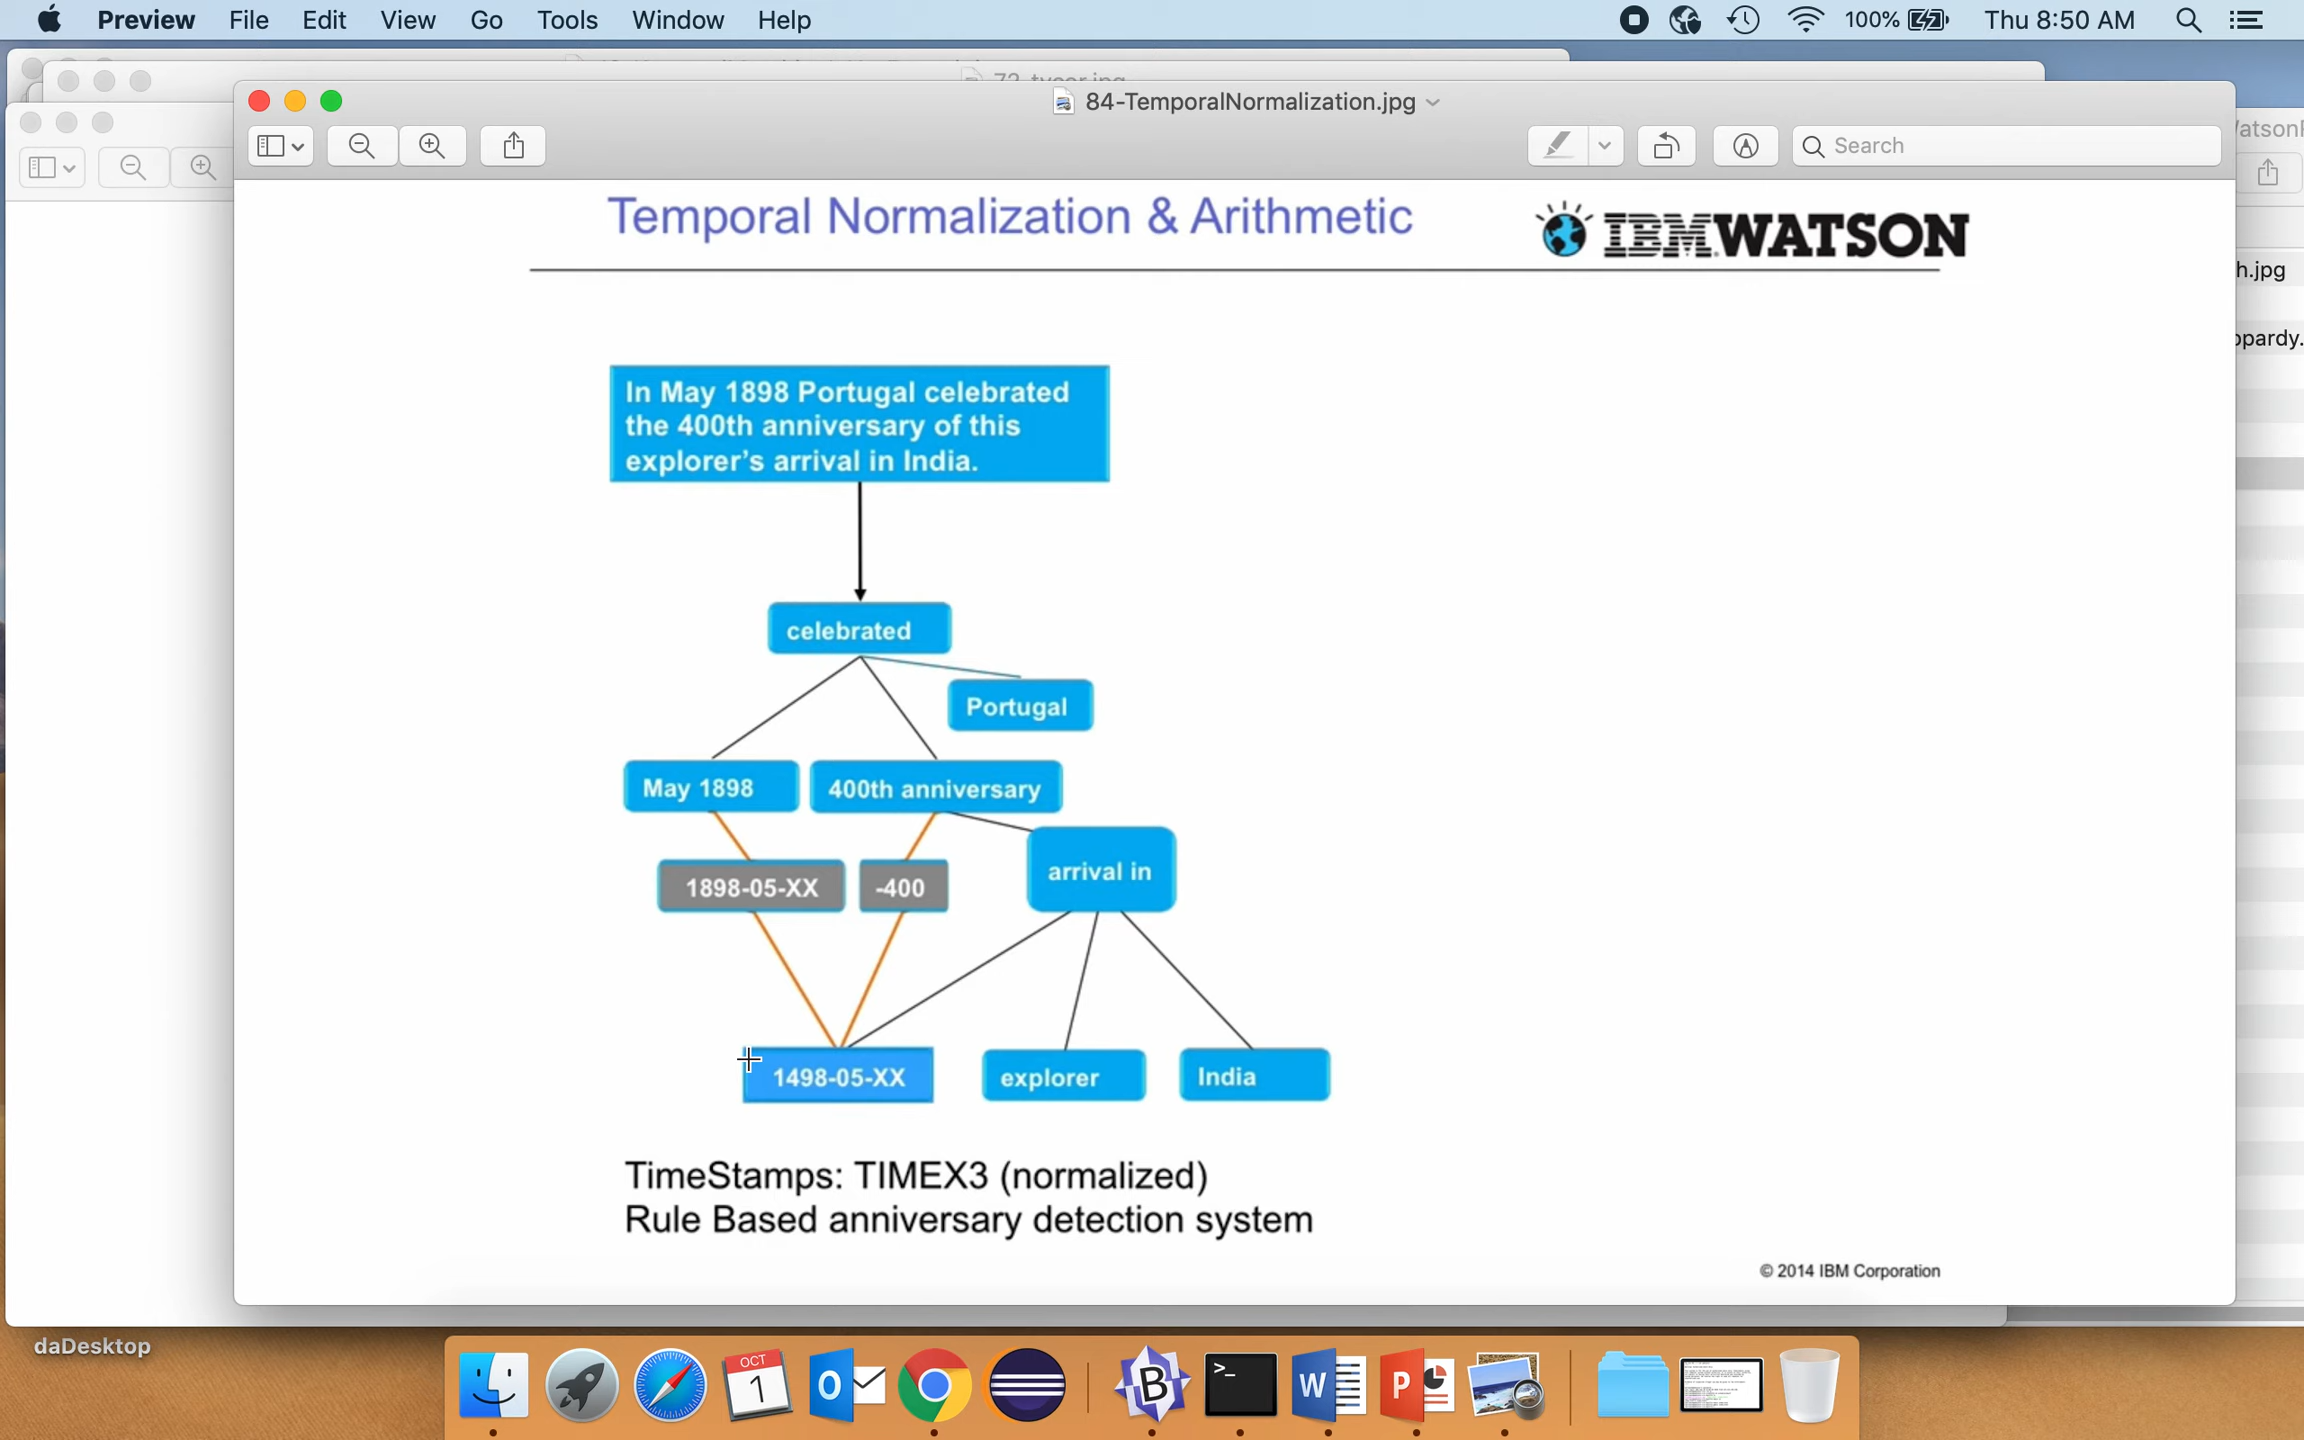 Preview File Edit View Go Tools Window Help 100% Thu 8:50 AM
84-TemporalNormalization.jpg
Search
h.jpg
Temporal Normalization & Arithmetic
IBM WATSON
In May 1898 Portugal celebrated
the 400th anniversary of this
explorer's arrival in India.
celebrated
Portugal
May 1898
400th anniversary
1898-05-XX
-400
arrival in
1498-05-XX
explorer
India
TimeStamps: TIMEX3 (normalized)
Rule Based anniversary detection system
© 2014 IBM Corporation
daDesktop
OCT
1